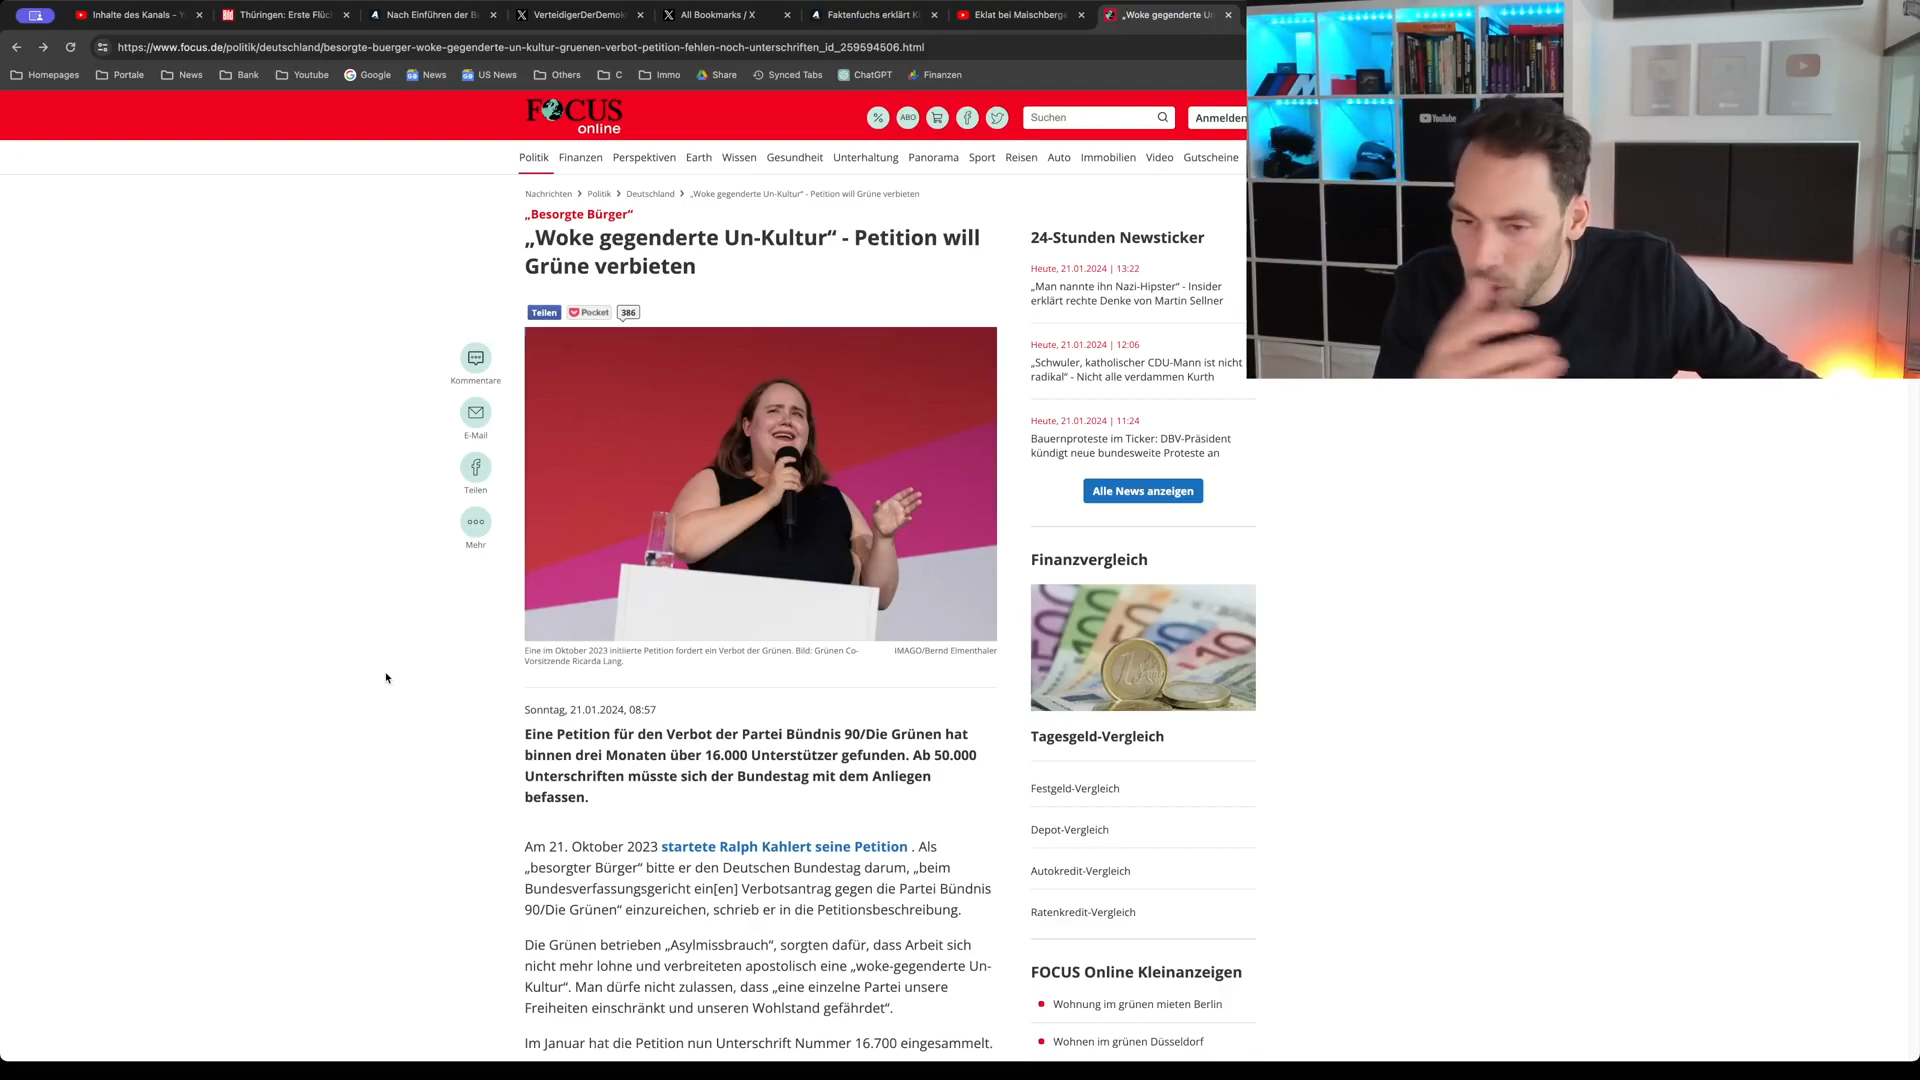 Inhalte des Kanals – Y
Thüringen: Erste Flüc
Nach Einführen der B
VerteidigerDerDemok
All Bookmarks / X
Faktenfuchs erklärt K
Eklat bei Maischberge
„Woke gegenderte Un
https://www.focus.de/politik/deutschland/besorgte-buerger-woke-gegenderte-un-kultur-gruenen-verbot-petition-fehlen-noch-unterschriften_id_259594506.html
Homepages Portale News Bank Youtube Google News US News Others C Immo Share Synced Tabs ChatGPT Finanzen
FOCUS
online
% ABO
Suchen
Anmelden
Politik Finanzen Perspektiven Earth Wissen Gesundheit Unterhaltung Panorama Sport Reisen Auto Immobilien Video Gutscheine
Nachrichten > Politik > Deutschland > „Woke gegenderte Un-Kultur“ - Petition will Grüne verbieten
„Besorgte Bürger“
„Woke gegenderte Un-Kultur“ - Petition will
Grüne verbieten
Teilen Pocket 386
Kommentare
E-Mail
Teilen
Mehr
Eine im Oktober 2023 initiierte Petition fordert ein Verbot der Grünen. Bild: Grünen Co-
Vorsitzende Ricarda Lang.
IMAGO/Bernd Elmenthaler
Sonntag, 21.01.2024, 08:57
Eine Petition für den Verbot der Partei Bündnis 90/Die Grünen hat
binnen drei Monaten über 16.000 Unterstützer gefunden. Ab 50.000
Unterschriften müsste sich der Bundestag mit dem Anliegen
befassen.
Am 21. Oktober 2023 startete Ralph Kahlert seine Petition . Als
„besorgter Bürger“ bitte er den Deutschen Bundestag darum, „beim
Bundesverfassungsgericht ein[en] Verbotsantrag gegen die Partei Bündnis
90/Die Grünen“ einzureichen, schrieb er in die Petitionsbeschreibung.
Die Grünen betrieben „Asylmissbrauch“, sorgten dafür, dass Arbeit sich
nicht mehr lohne und verbreiteten apostolisch eine „woke-gegenderte Un-
Kultur“. Man dürfe nicht zulassen, dass „eine einzelne Partei unsere
Freiheiten einschränkt und unseren Wohlstand gefährdet“.
Im Januar hat die Petition nun Unterschrift Nummer 16.700 eingesammelt.
24-Stunden Newsticker
Heute, 21.01.2024 | 13:22
„Man nannte ihn Nazi-Hipster“ - Insider
erklärt rechte Denke von Martin Sellner
Heute, 21.01.2024 | 12:06
„Schwuler, katholischer CDU-Mann ist nicht
radikal“ - Nicht alle verdammen Kurth
Heute, 21.01.2024 | 11:24
Bauernproteste im Ticker: DBV-Präsident
kündigt neue bundesweite Proteste an
Alle News anzeigen
Finanzvergleich
Tagesgeld-Vergleich
Festgeld-Vergleich
Depot-Vergleich
Autokredit-Vergleich
Ratenkredit-Vergleich
FOCUS Online Kleinanzeigen
Wohnung im grünen mieten Berlin
Wohnen im grünen Düsseldorf
YouTube